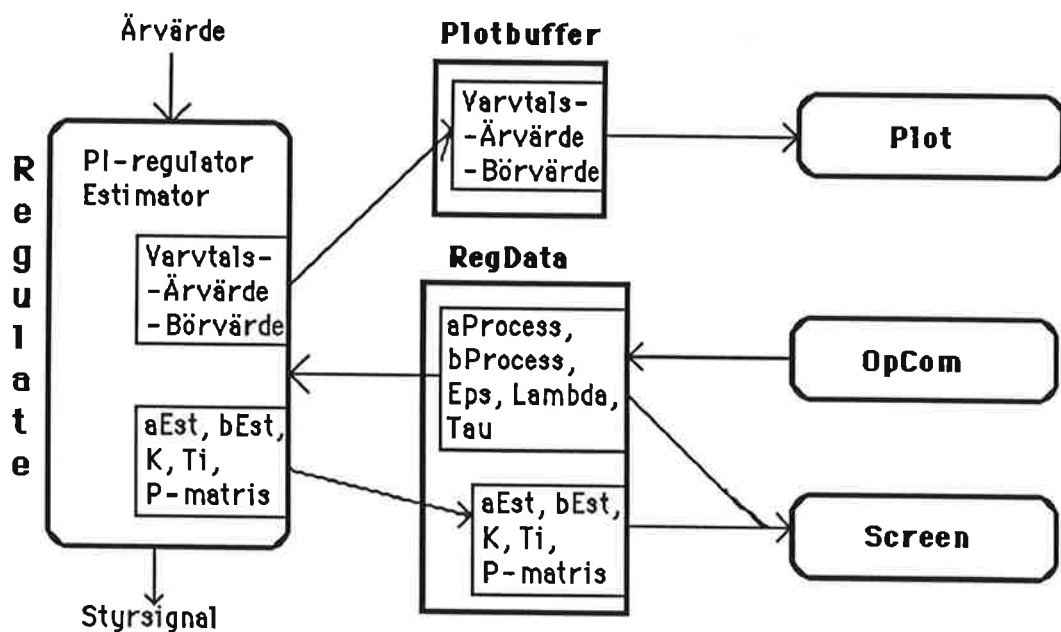 Ärvärde
Regulate
PI-regulator
Estimator
Varvtals-
-Ärvärde
-Börvärde
aEst, bEst,
K, Ti,
P-matris
Styrsignal
Plotbuffer
Varvtals-
-Ärvärde
-Börvärde
RegData
aProcess,
bProcess,
Eps, Lambda,
Tau
aEst, bEst,
K, Ti,
P-matris
Plot
OpCom
Screen